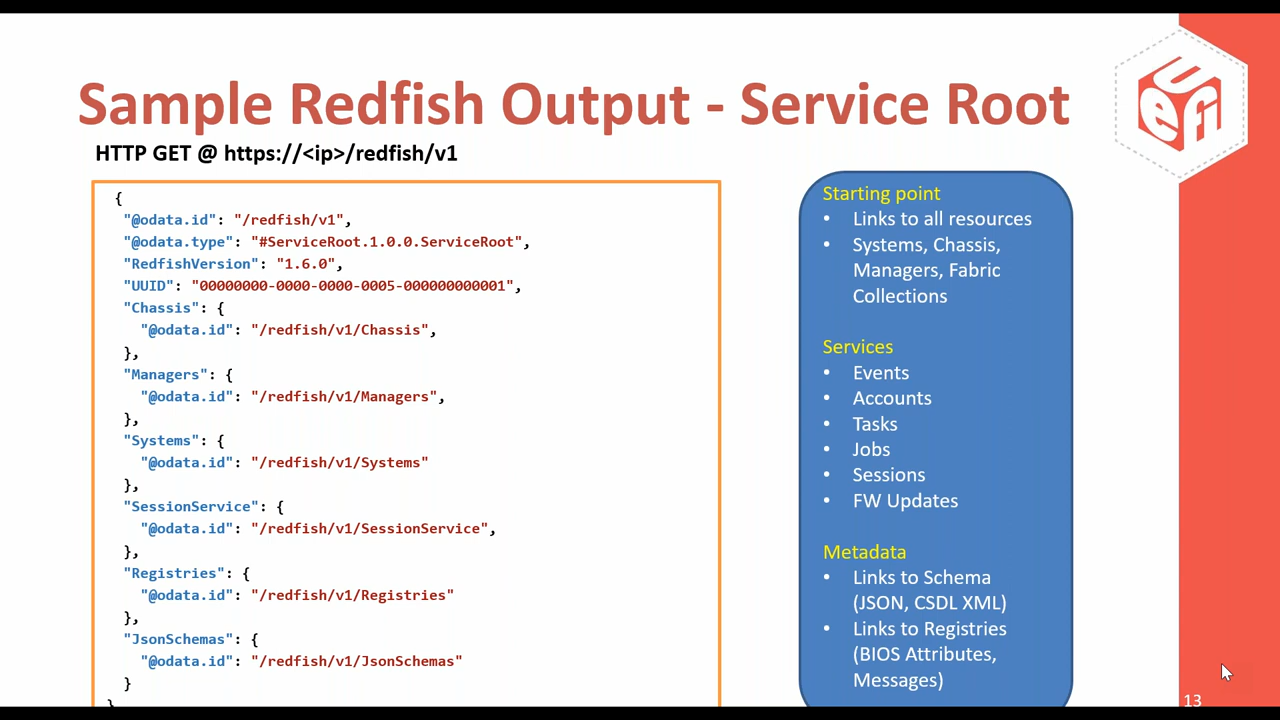 Sample Redfish Output - Service Root
HTTP GET @ https://<ip>/redfish/v1
{
"@odata.id": "/redfish/v1",
"@odata.type": "#ServiceRoot.1.0.0.ServiceRoot",
"RedfishVersion": "1.6.0",
"UUID": "00000000-0000-0000-0005-000000000001",
"Chassis": {
"@odata.id": "/redfish/v1/Chassis",
},
"Managers": {
"@odata.id": "/redfish/v1/Managers",
},
"Systems": {
"@odata.id": "/redfish/v1/Systems"
},
"SessionService": {
"@odata.id": "/redfish/v1/SessionService",
},
"Registries": {
"@odata.id": "/redfish/v1/Registries"
},
"JsonSchemas": {
"@odata.id": "/redfish/v1/JsonSchemas"
}
}
Starting point
• Links to all resources
• Systems, Chassis,
Managers, Fabric
Collections
Services
• Events
• Accounts
• Tasks
• Jobs
• Sessions
• FW Updates
Metadata
• Links to Schema
(JSON, CSDL XML)
• Links to Registries
(BIOS Attributes,
Messages)
UEFI
13